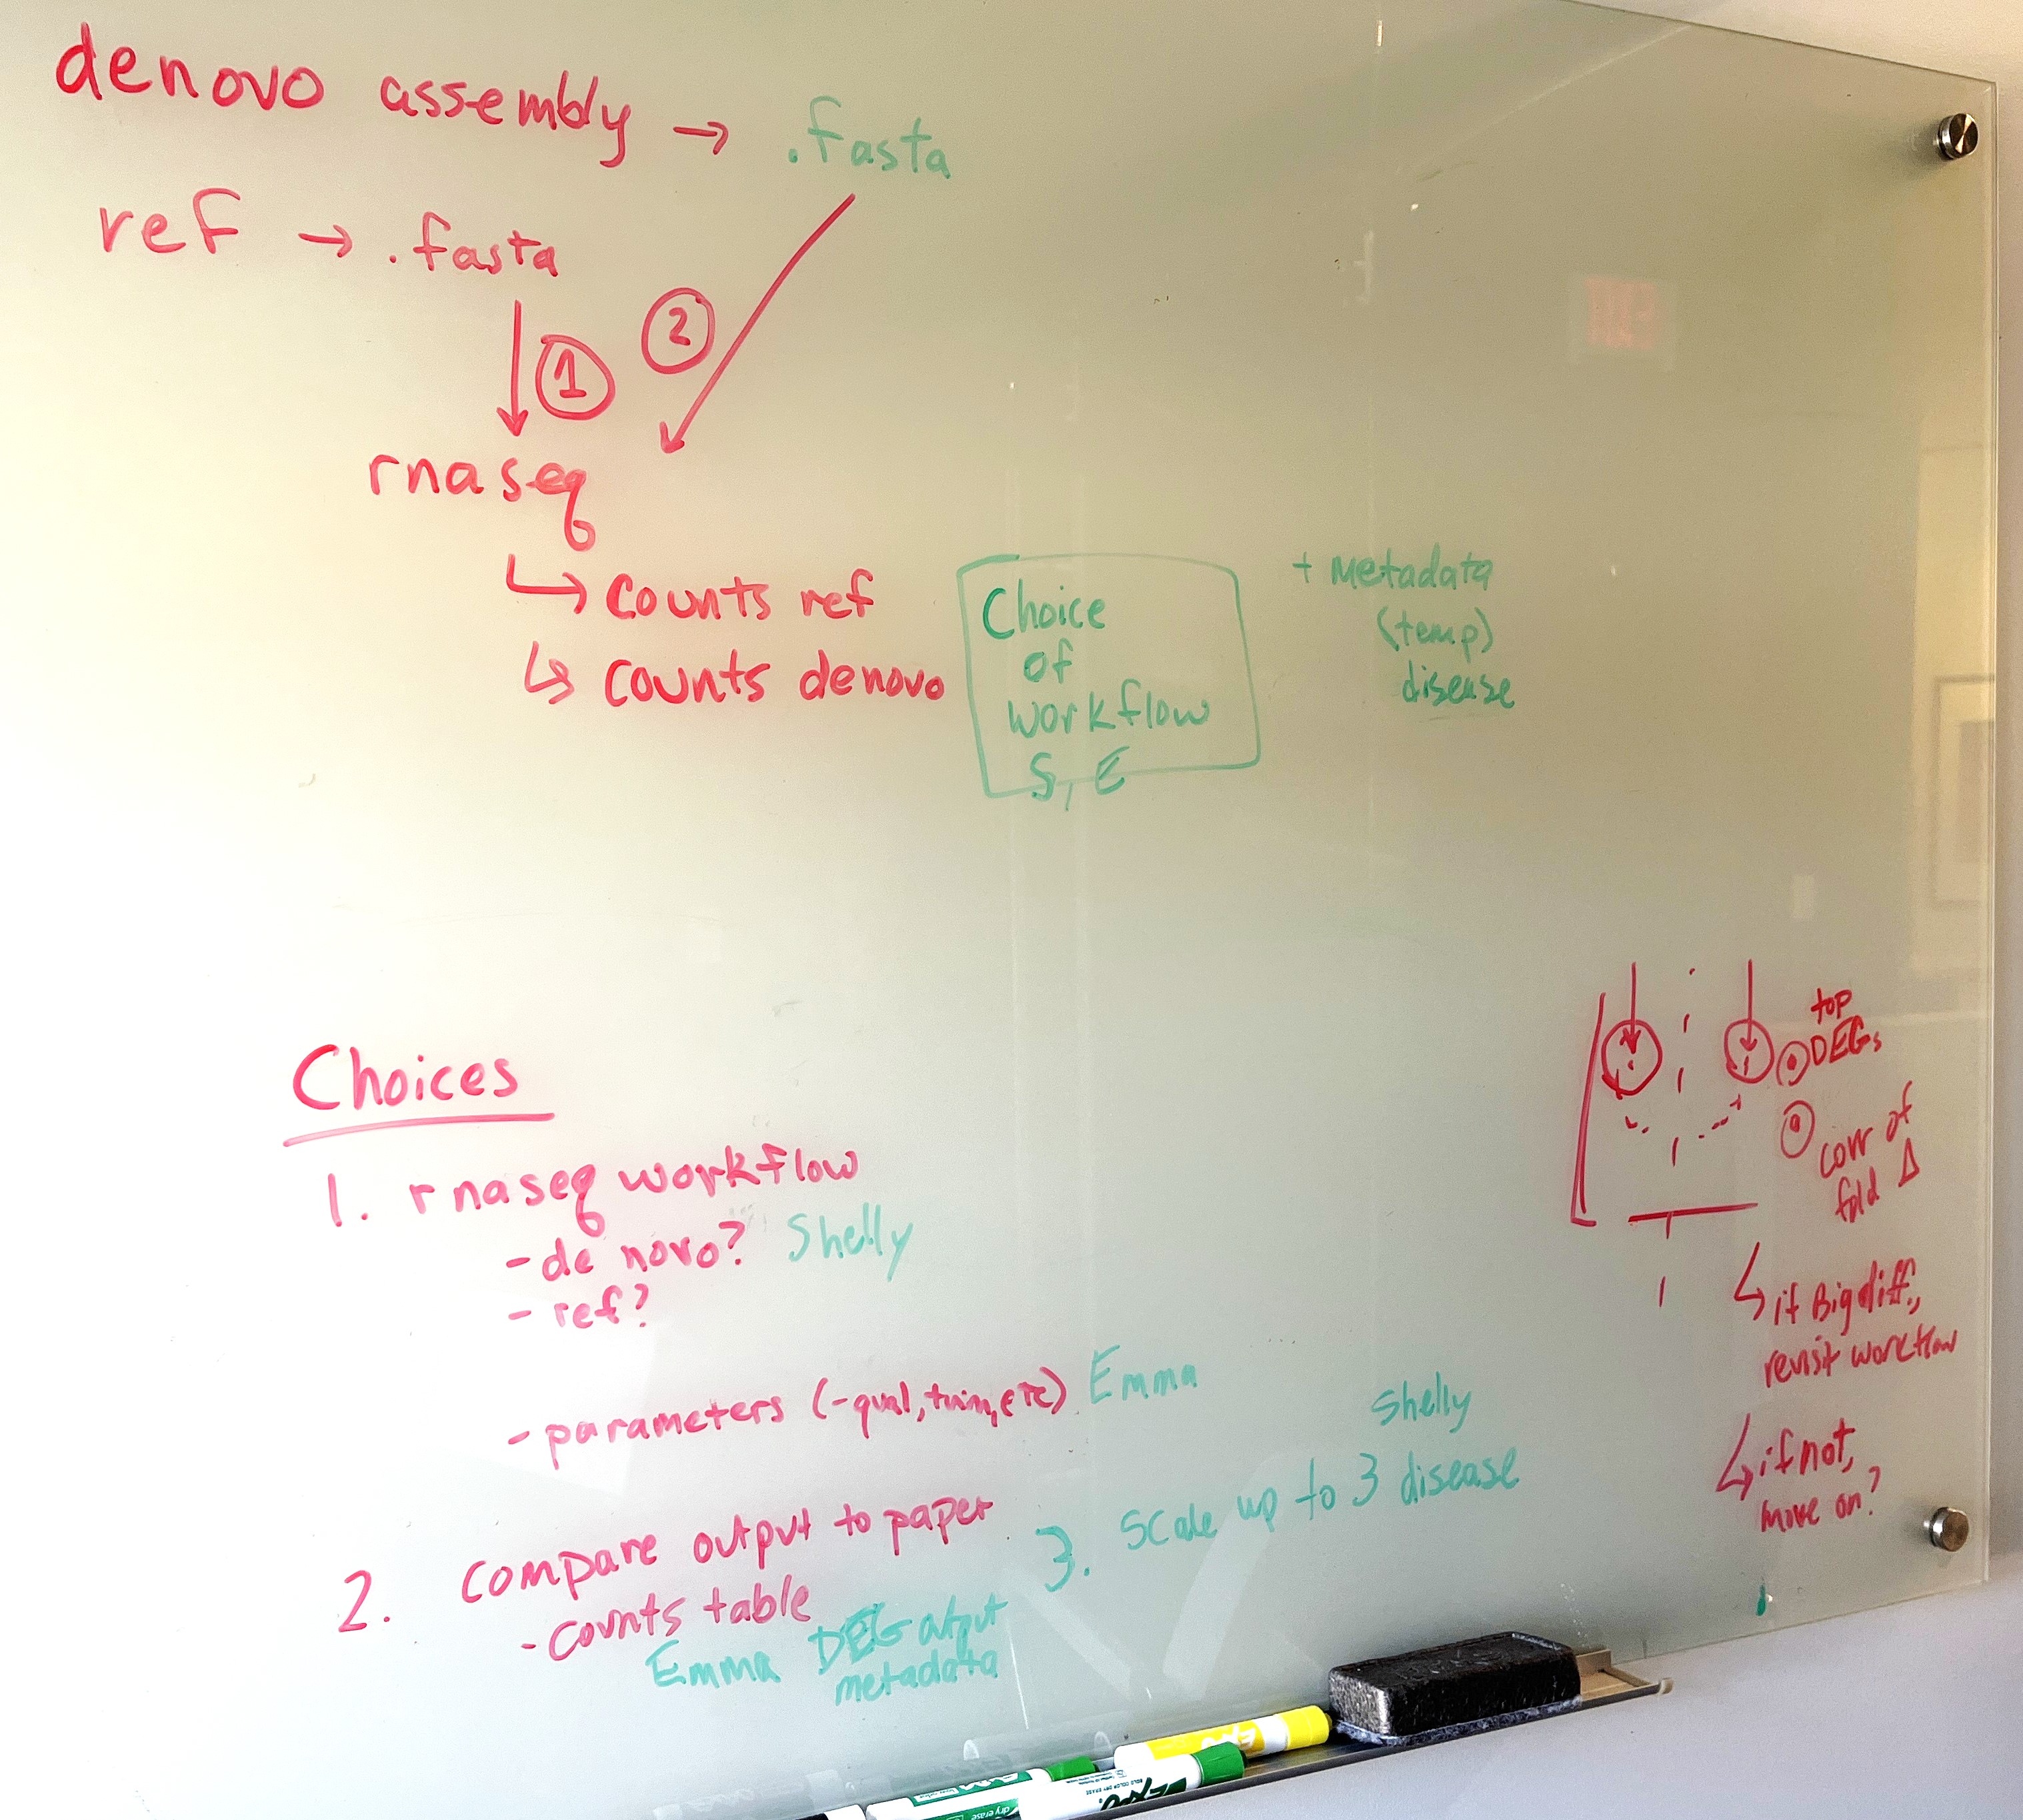 denovo assembly → .fasta
ref → .fasta
① ②
rnaseq
↳ counts ref
↳ counts denovo
Choice
of
workflow
S, E
+ metadata
(temp)
disease
Choices
1. rnaseq workflow
- de novo? Shelly
- ref?
- parameters (-qual, trim, etc) Emma
2. compare output to paper
- counts table
Emma DEG output
metadata
Shelly
3. Scale up to 3 disease
top
DEGs
corr of
fold Δ
↳ if Big diff.,
revisit workflow
↳ if not,
move on?
EXPO
EXPO
dry erase
EXPO